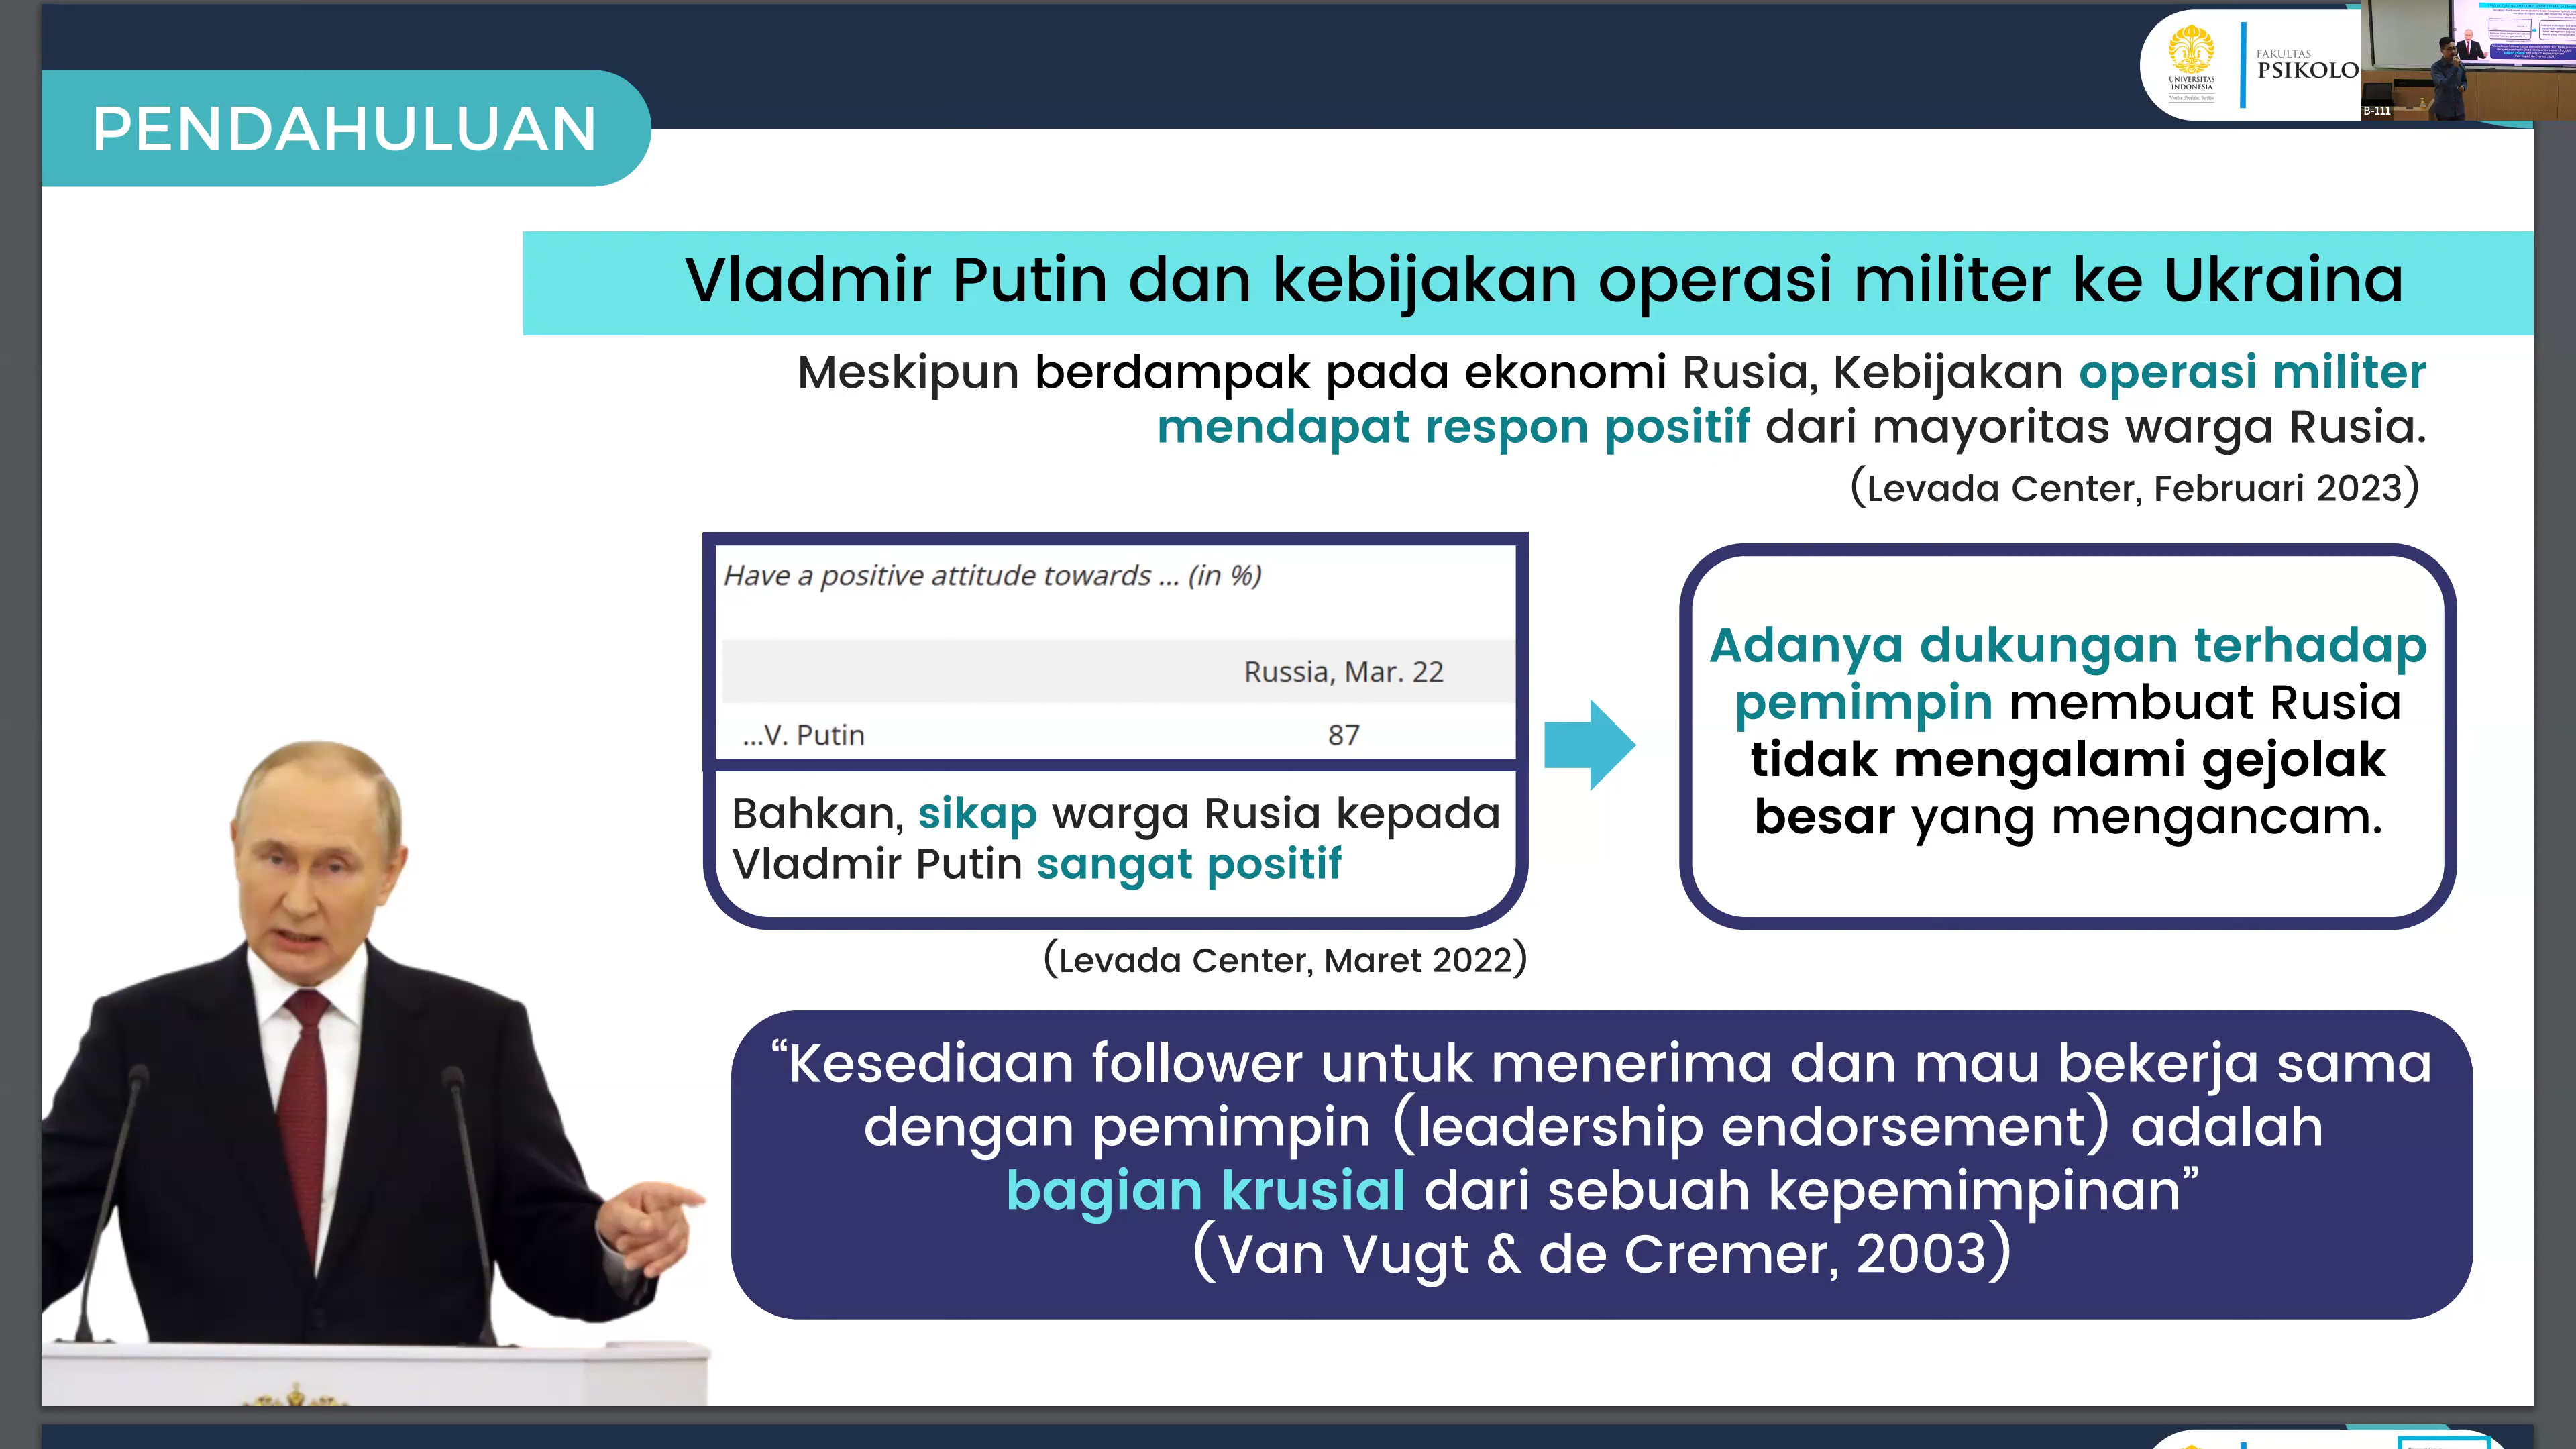 PENDAHULUAN
UNIVERSITAS
INDONESIA
Veritas, Probitas, Iustitia
FAKULTAS
PSIKOLO
B-111
Vladmir Putin dan kebijakan operasi militer ke Ukraina
Meskipun berdampak pada ekonomi Rusia, Kebijakan operasi militer
mendapat respon positif dari mayoritas warga Rusia.
(Levada Center, Februari 2023)
Have a positive attitude towards ... (in %)
Russia, Mar. 22
...V. Putin 87
Bahkan, sikap warga Rusia kepada
Vladmir Putin sangat positif
(Levada Center, Maret 2022)
Adanya dukungan terhadap
pemimpin membuat Rusia
tidak mengalami gejolak
besar yang mengancam.
“Kesediaan follower untuk menerima dan mau bekerja sama
dengan pemimpin (leadership endorsement) adalah
bagian krusial dari sebuah kepemimpinan”
(Van Vugt & de Cremer, 2003)